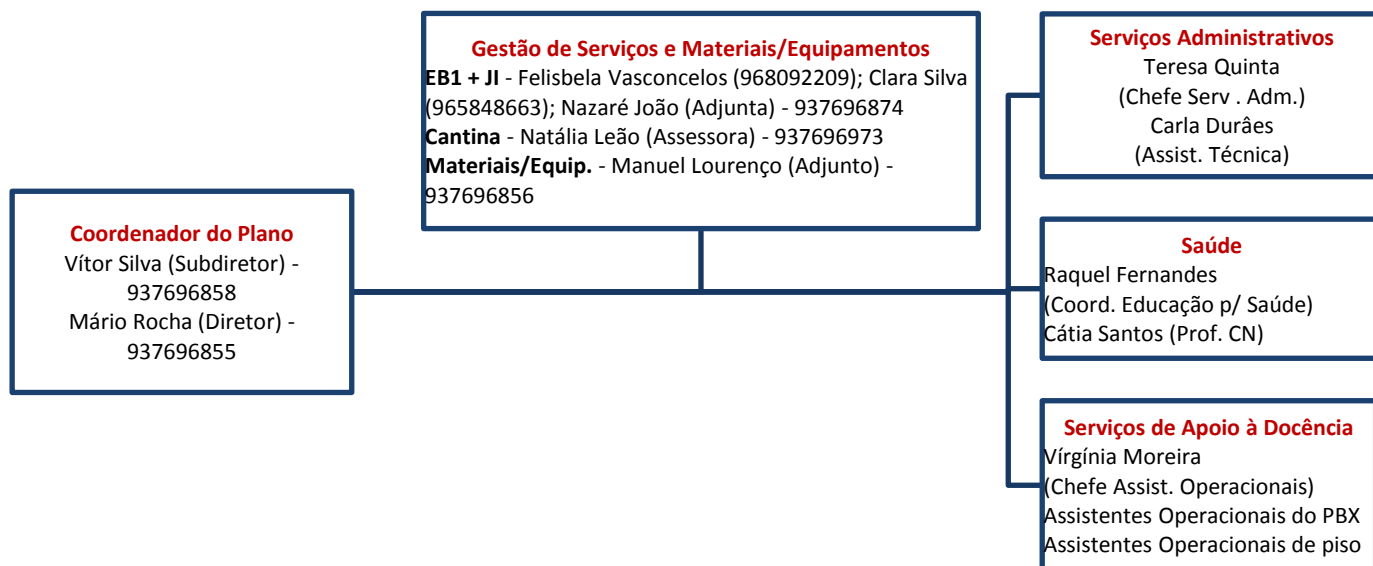 Gestão de Serviços e Materiais/Equipamentos
EB1 + JI - Felisbela Vasconcelos (968092209); Clara Silva
(965848663); Nazaré João (Adjunta) - 937696874
Cantina - Natália Leão (Assessora) - 937696973
Materiais/Equip. - Manuel Lourenço (Adjunto) -
937696856
Coordenador do Plano
Vítor Silva (Subdiretor) -
937696858
Mário Rocha (Diretor) -
937696855
Serviços Administrativos
Teresa Quinta
(Chefe Serv . Adm.)
Carla Durâes
(Assist. Técnica)
Saúde
Raquel Fernandes
(Coord. Educação p/ Saúde)
Cátia Santos (Prof. CN)
Serviços de Apoio à Docência
Vírgínia Moreira
(Chefe Assist. Operacionais)
Assistentes Operacionais do PBX
Assistentes Operacionais de piso